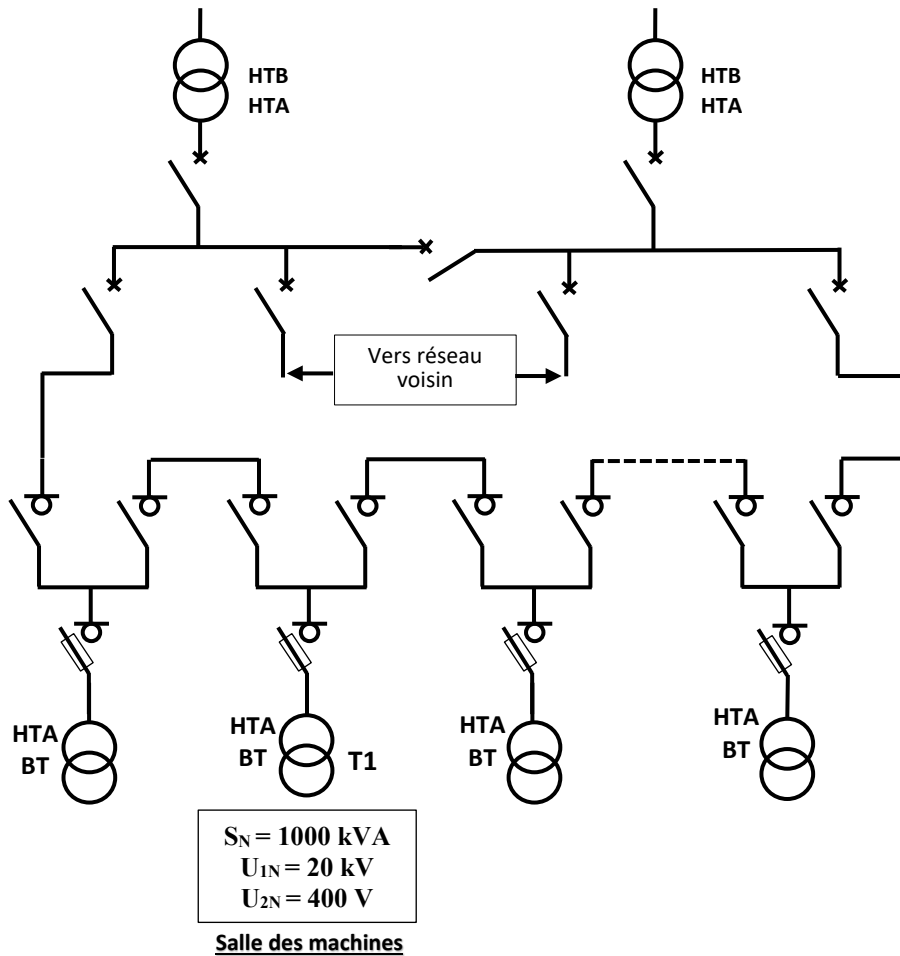 HTB
HTA
HTB
HTA
Vers réseau
voisin
HTA
BT
HTA
BT
T1
HTA
BT
HTA
BT
SN = 1000 kVA
U1N = 20 kV
U2N = 400 V
Salle des machines